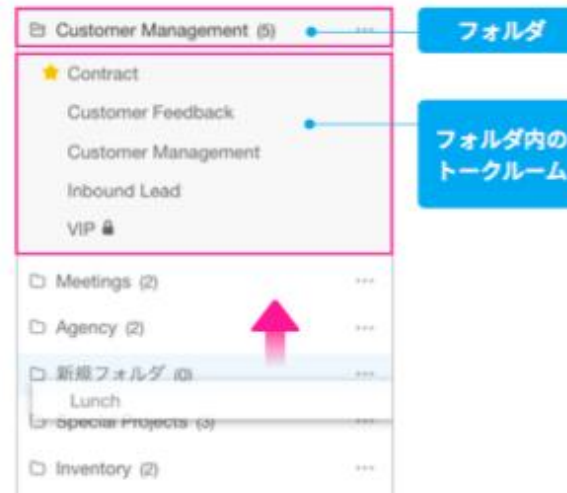 Customer Management (5) ...
フォルダ
Contract
Customer Feedback
Customer Management
Inbound Lead
VIP
フォルダ内の
トークルーム
Meetings (2) ...
Agency (2) ...
新規フォルダ (0) ...
Lunch
Special Projects (3)
Inventory (2) ...